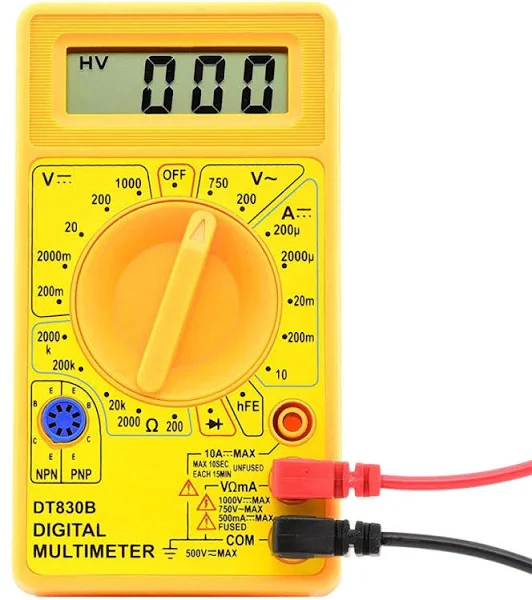 HV 000
V⎓ 1000 OFF 750 V~
200 200 A⎓
20 200µ
2000m 2000µ
200m 20m
2000 200m
k
200k 10
20k hFE
2000 Ω 200
E E
B B
C C
E E
NPN PNP
10A⎓MAX
MAX 10SEC UNFUSED
EACH 15MIN
VΩmA
1000V⎓MAX
750V~MAX
500mA⎓MAX
FUSED
COM
500V≂MAX
DT830B
DIGITAL
MULTIMETER